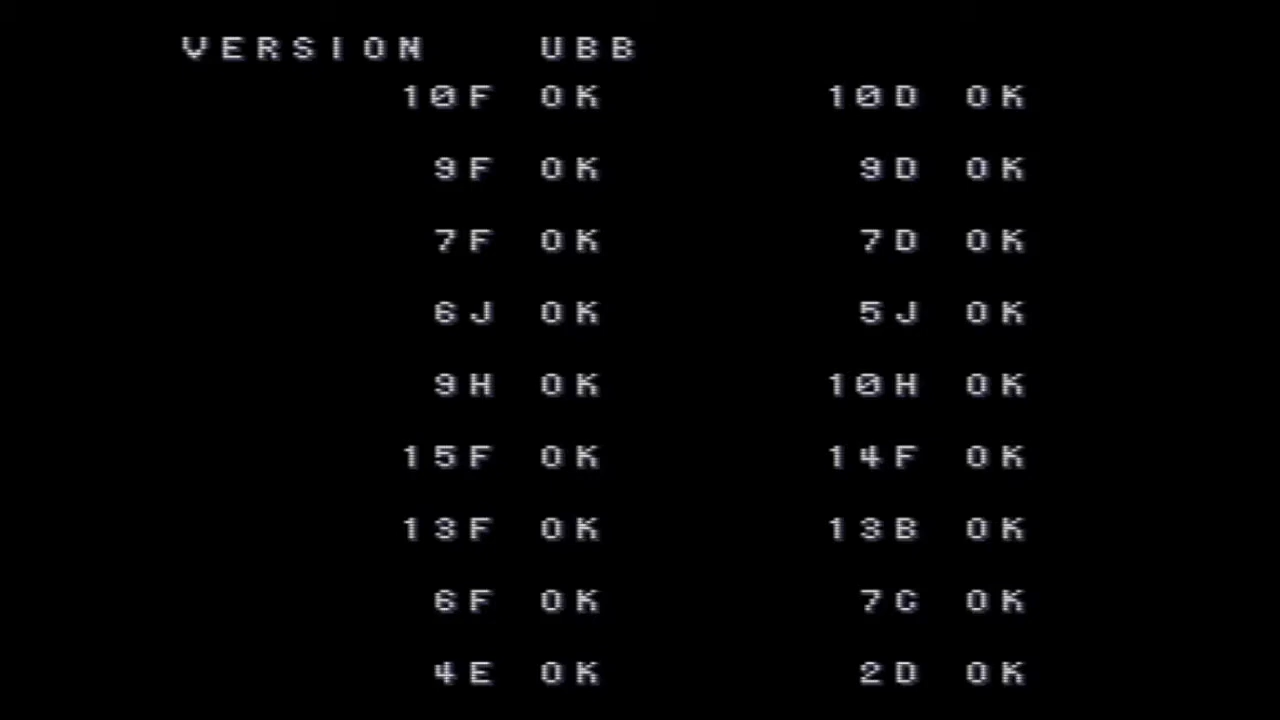 VERSION UBB
10F OK 10D OK
9F OK 9D OK
7F OK 7D OK
6J OK 5J OK
9H OK 10H OK
15F OK 14F OK
13F OK 13B OK
6F OK 7C OK
4E OK 2D OK